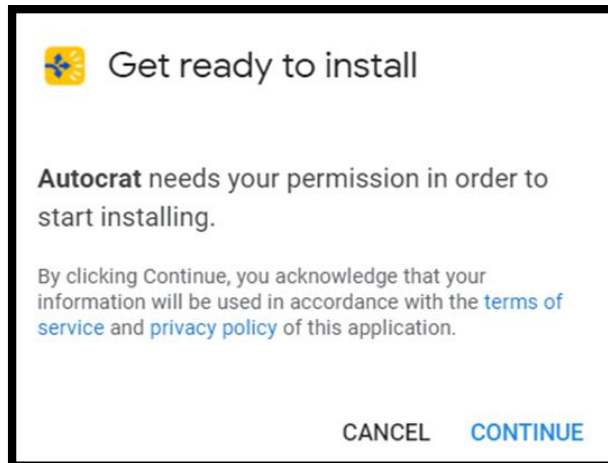 Get ready to install
Autocrat needs your permission in order to
start installing.
By clicking Continue, you acknowledge that your
information will be used in accordance with the terms of
service and privacy policy of this application.
CANCEL CONTINUE